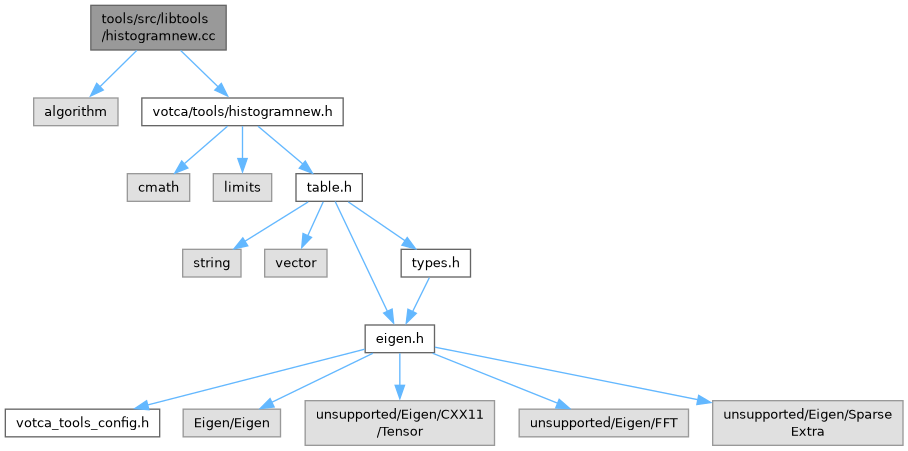 tools/src/libtools
/histogramnew.cc
algorithm
votca/tools/histogramnew.h
cmath
limits
table.h
string
vector
types.h
eigen.h
votca_tools_config.h
Eigen/Eigen
unsupported/Eigen/CXX11
/Tensor
unsupported/Eigen/FFT
unsupported/Eigen/Sparse
Extra